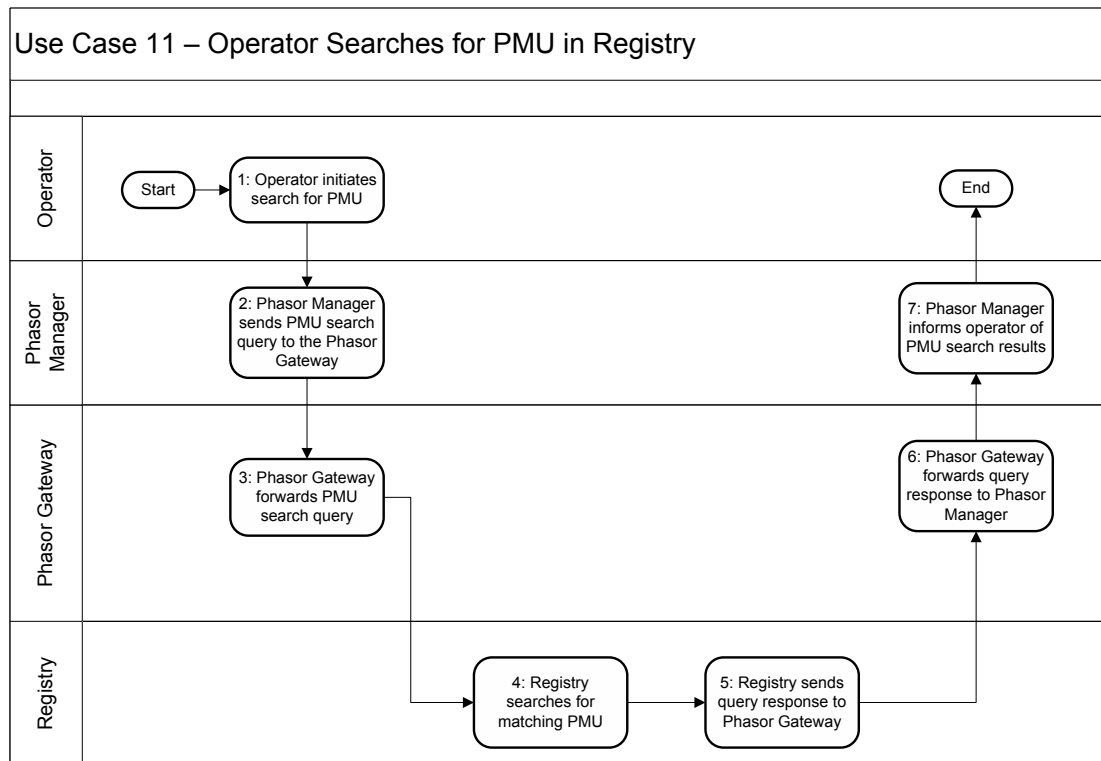 Use Case 11 – Operator Searches for PMU in Registry
Operator
Start
1: Operator initiates
search for PMU
End
Phasor
Manager
2: Phasor Manager
sends PMU search
query to the Phasor
Gateway
7: Phasor Manager
informs operator of
PMU search results
Phasor Gateway
3: Phasor Gateway
forwards PMU
search query
6: Phasor Gateway
forwards query
response to Phasor
Manager
Registry
4: Registry
searches for
matching PMU
5: Registry sends
query response to
Phasor Gateway